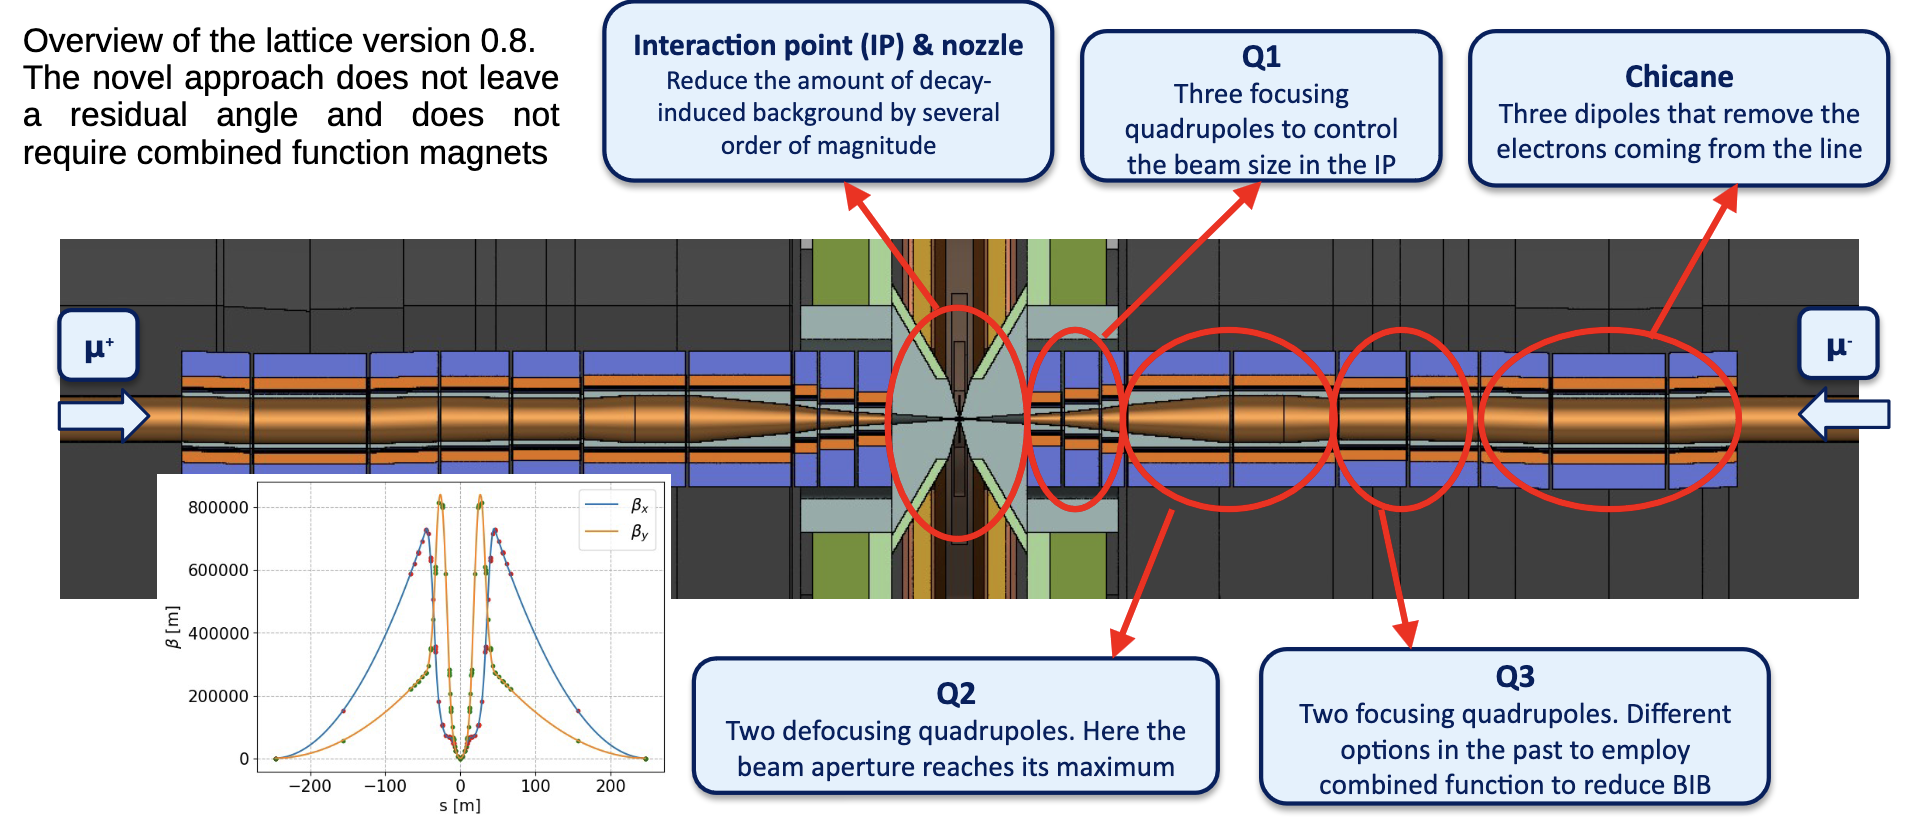 Overview of the lattice version 0.8.
The novel approach does not leave
a residual angle and does not
require combined function magnets
Interaction point (IP) & nozzle
Reduce the amount of decay-
induced background by several
order of magnitude
Q1
Three focusing
quadrupoles to control
the beam size in the IP
Chicane
Three dipoles that remove the
electrons coming from the line
μ+
μ-
800000
600000
400000
200000
0
β [m]
βx
βy
−200
−100
0
100
200
s [m]
Q2
Two defocusing quadrupoles. Here the
beam aperture reaches its maximum
Q3
Two focusing quadrupoles. Different
options in the past to employ
combined function to reduce BIB